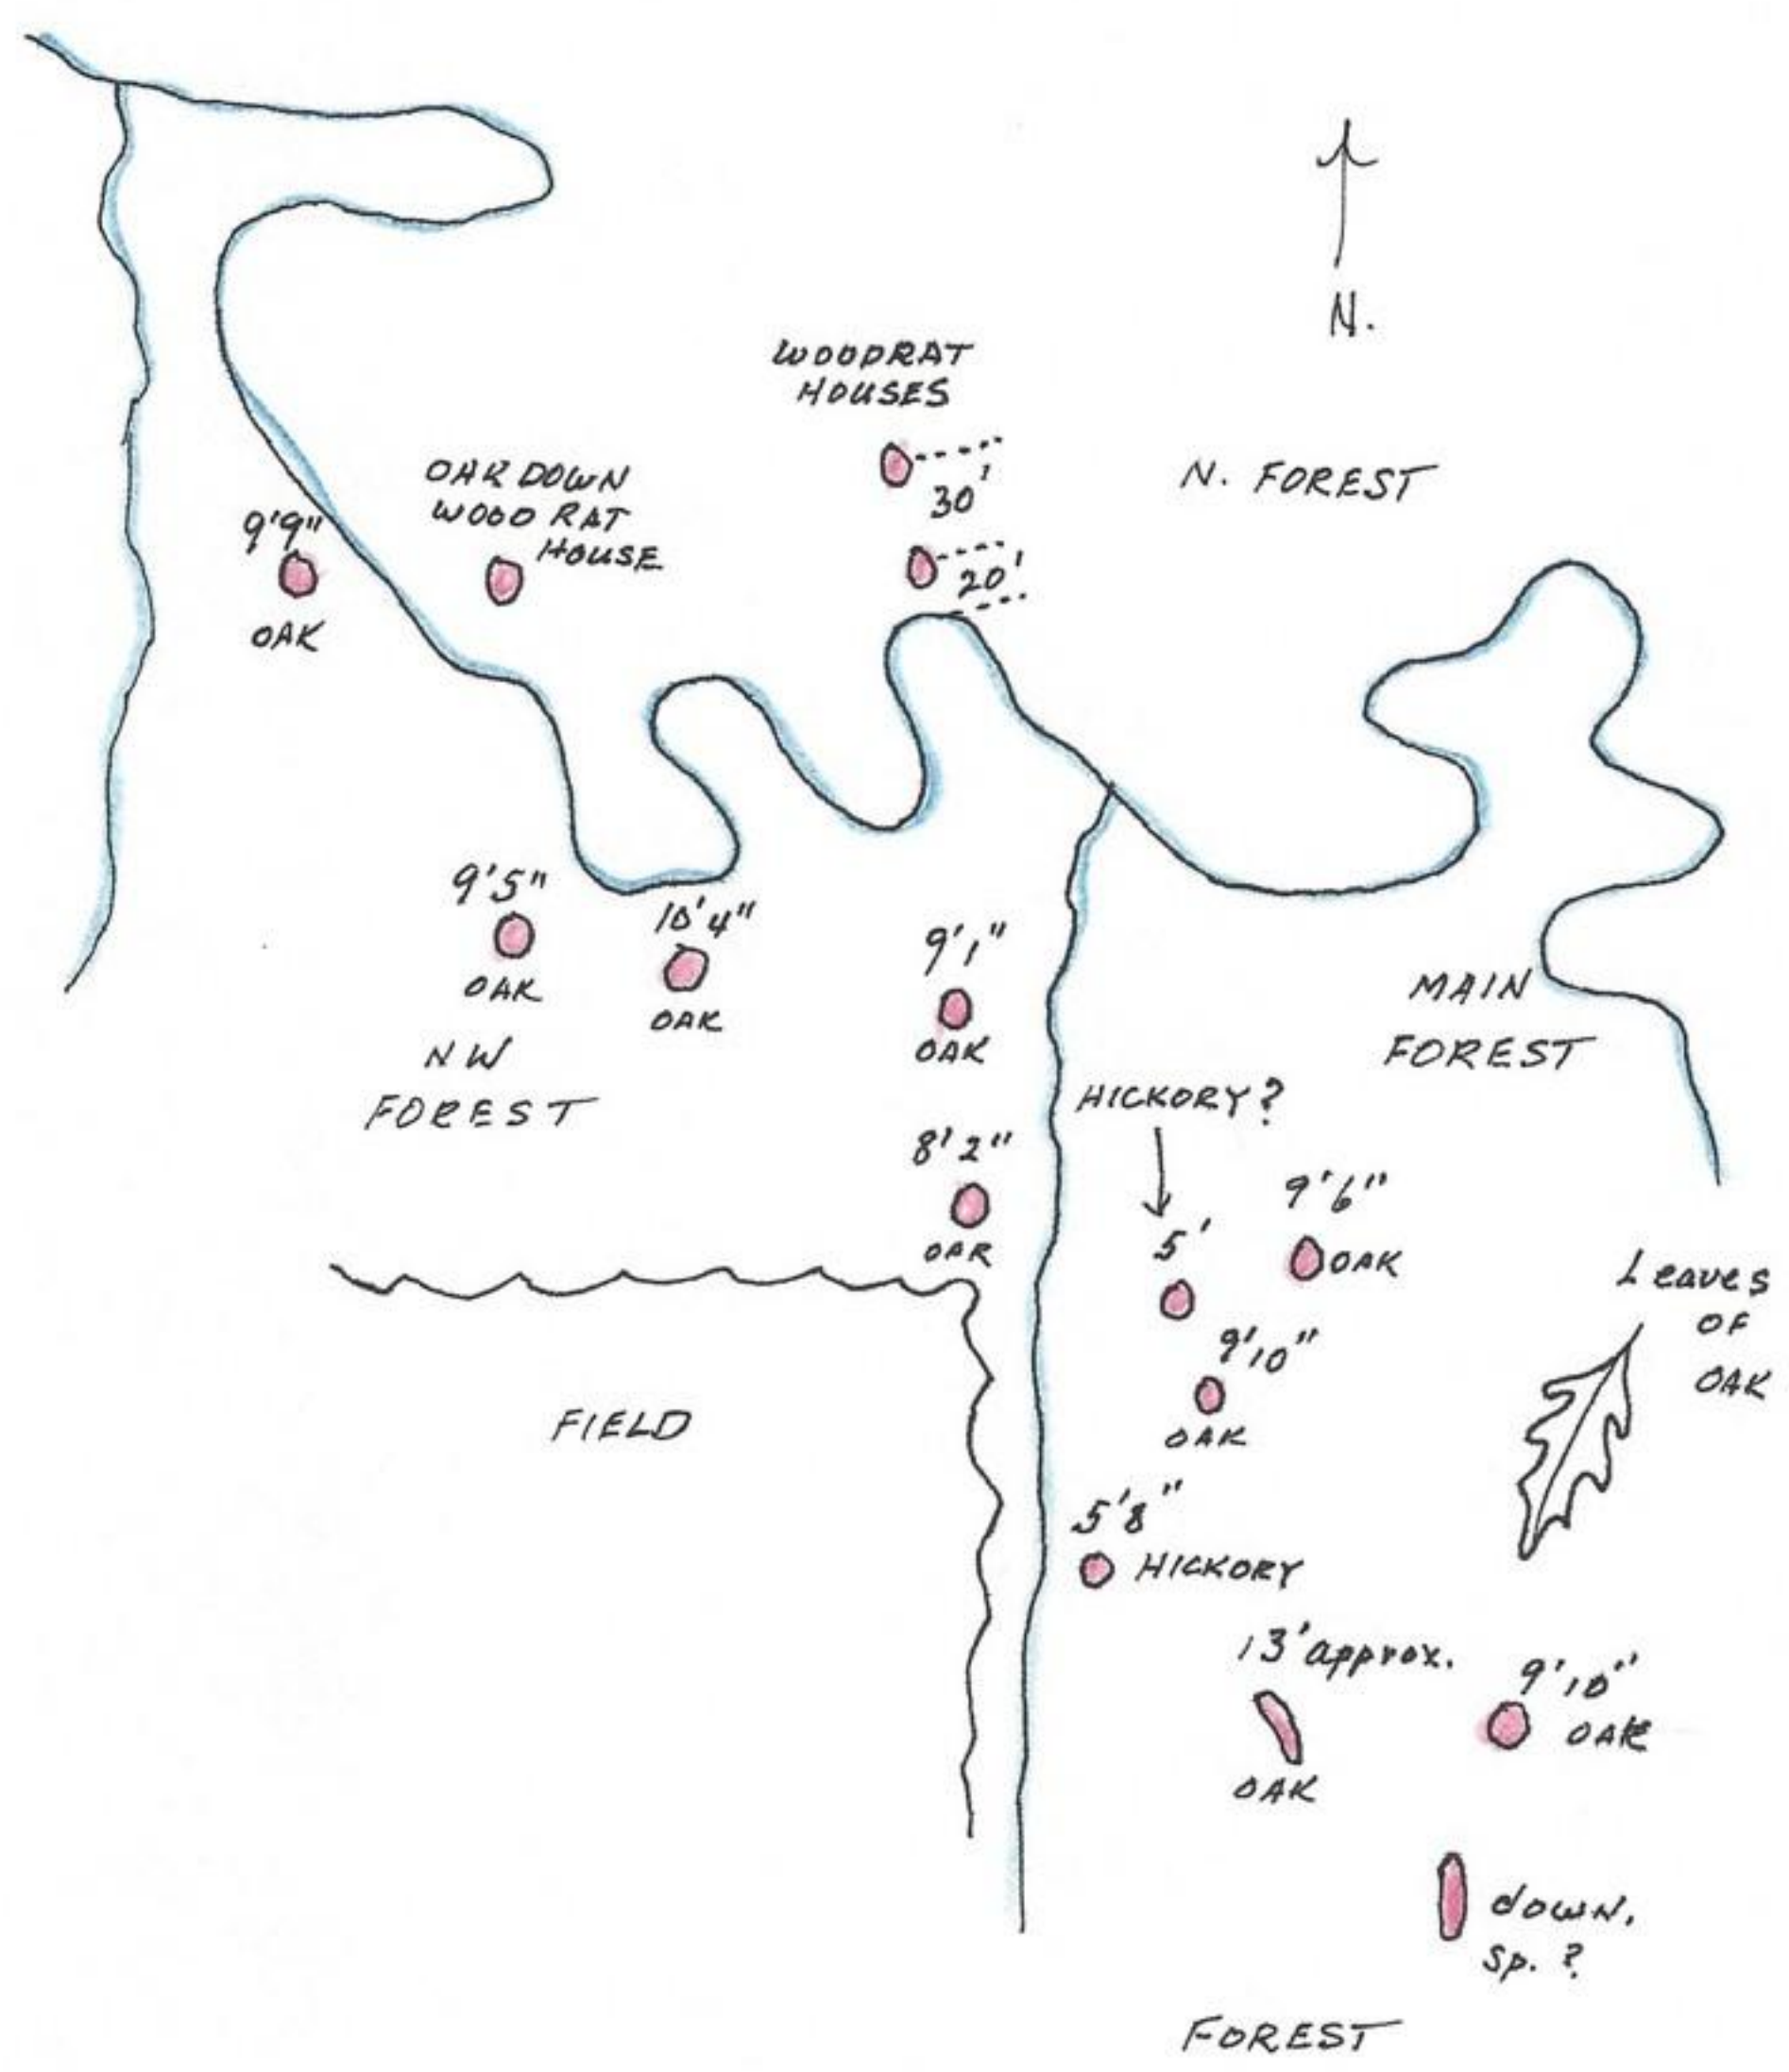 N.
WOODRAT
HOUSES
30'
20'
N. FOREST
OAK DOWN
WOOD RAT
HOUSE
9'9"
OAK
9'5"
OAK
10'4"
OAK
9'1"
OAK
NW
FOREST
MAIN
FOREST
HICKORY?
8'2"
OAK
5'
9'6"
OAK
Leaves
OF
OAK
9'10"
OAK
FIELD
5'8"
HICKORY
13' approx.
OAK
9'10"
OAK
down.
sp. ?
FOREST